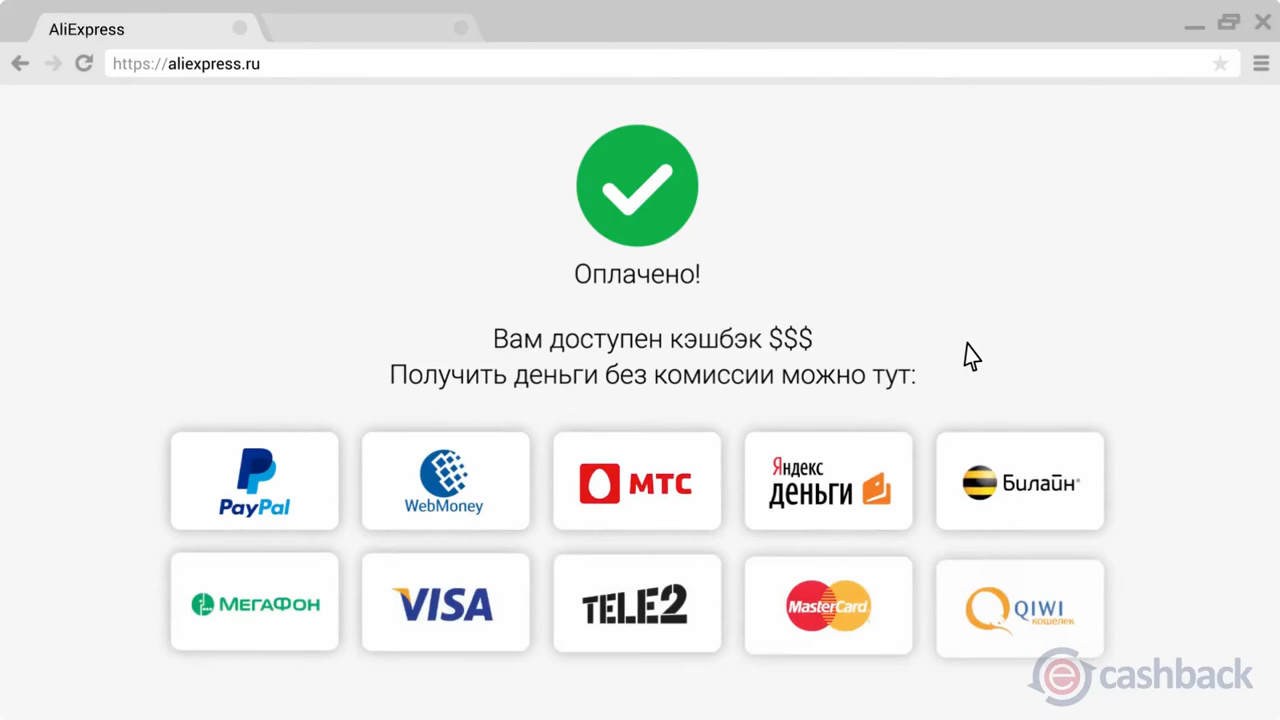 AliExpress
https://aliexpress.ru
Оплачено!
Вам доступен кэшбэк $$$
Получить деньги без комиссии можно тут:
PayPal
WebMoney
МТС
Яндекс
деньги
Билайн®
МЕГАФОН
VISA
TELE2
MasterCard
QIWI
кошелек
e cashback